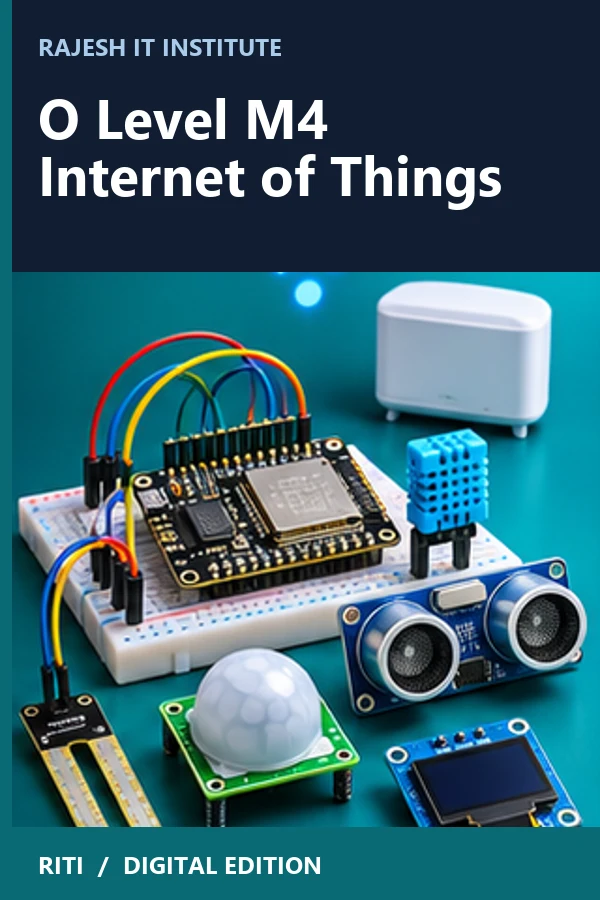 RAJESH IT INSTITUTE
O Level M4
Internet of Things
RITI / DIGITAL EDITION